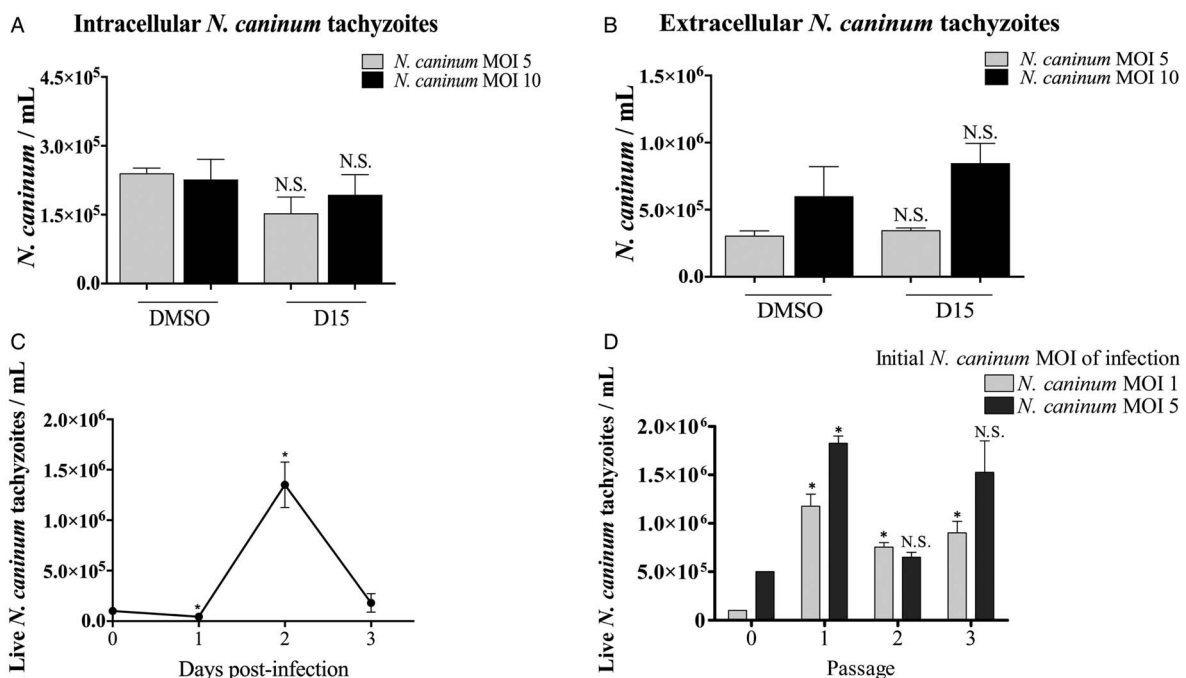 A
Intracellular N. caninum tachyzoites
N. caninum MOI 5
N. caninum MOI 10
N. caninum / mL
4.5×10⁵
3.0×10⁵
1.5×10⁵
0.0
N.S.
N.S.
DMSO
D15
B
Extracellular N. caninum tachyzoites
N. caninum MOI 5
N. caninum MOI 10
N. caninum / mL
1.5×10⁶
1.0×10⁶
5.0×10⁵
0.0
N.S.
N.S.
DMSO
D15
C
Live N. caninum tachyzoites / mL
2.0×10⁶
1.5×10⁶
1.0×10⁶
5.0×10⁵
0.0
*
*
0 1 2 3
Days post-infection
D
Initial N. caninum MOI of infection
N. caninum MOI 1
N. caninum MOI 5
Live N. caninum tachyzoites / mL
2.0×10⁶
1.5×10⁶
1.0×10⁶
5.0×10⁵
0
*
*
*
N.S.
*
N.S.
0 1 2 3
Passage